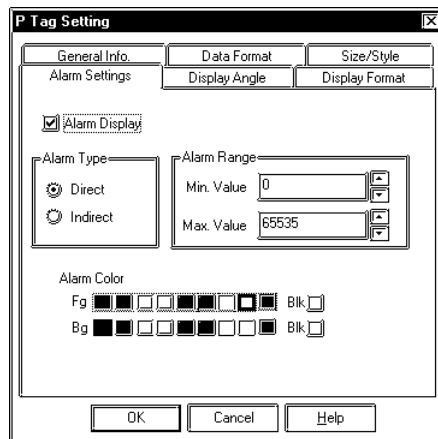 P Tag Setting
General Info. Data Format Size/Style
Alarm Settings Display Angle Display Format
Alarm Display
Alarm Type Alarm Range
Direct Min. Value 0
Indirect Max. Value 65535
Alarm Color
Fg Blk
Bg Blk
OK Cancel Help